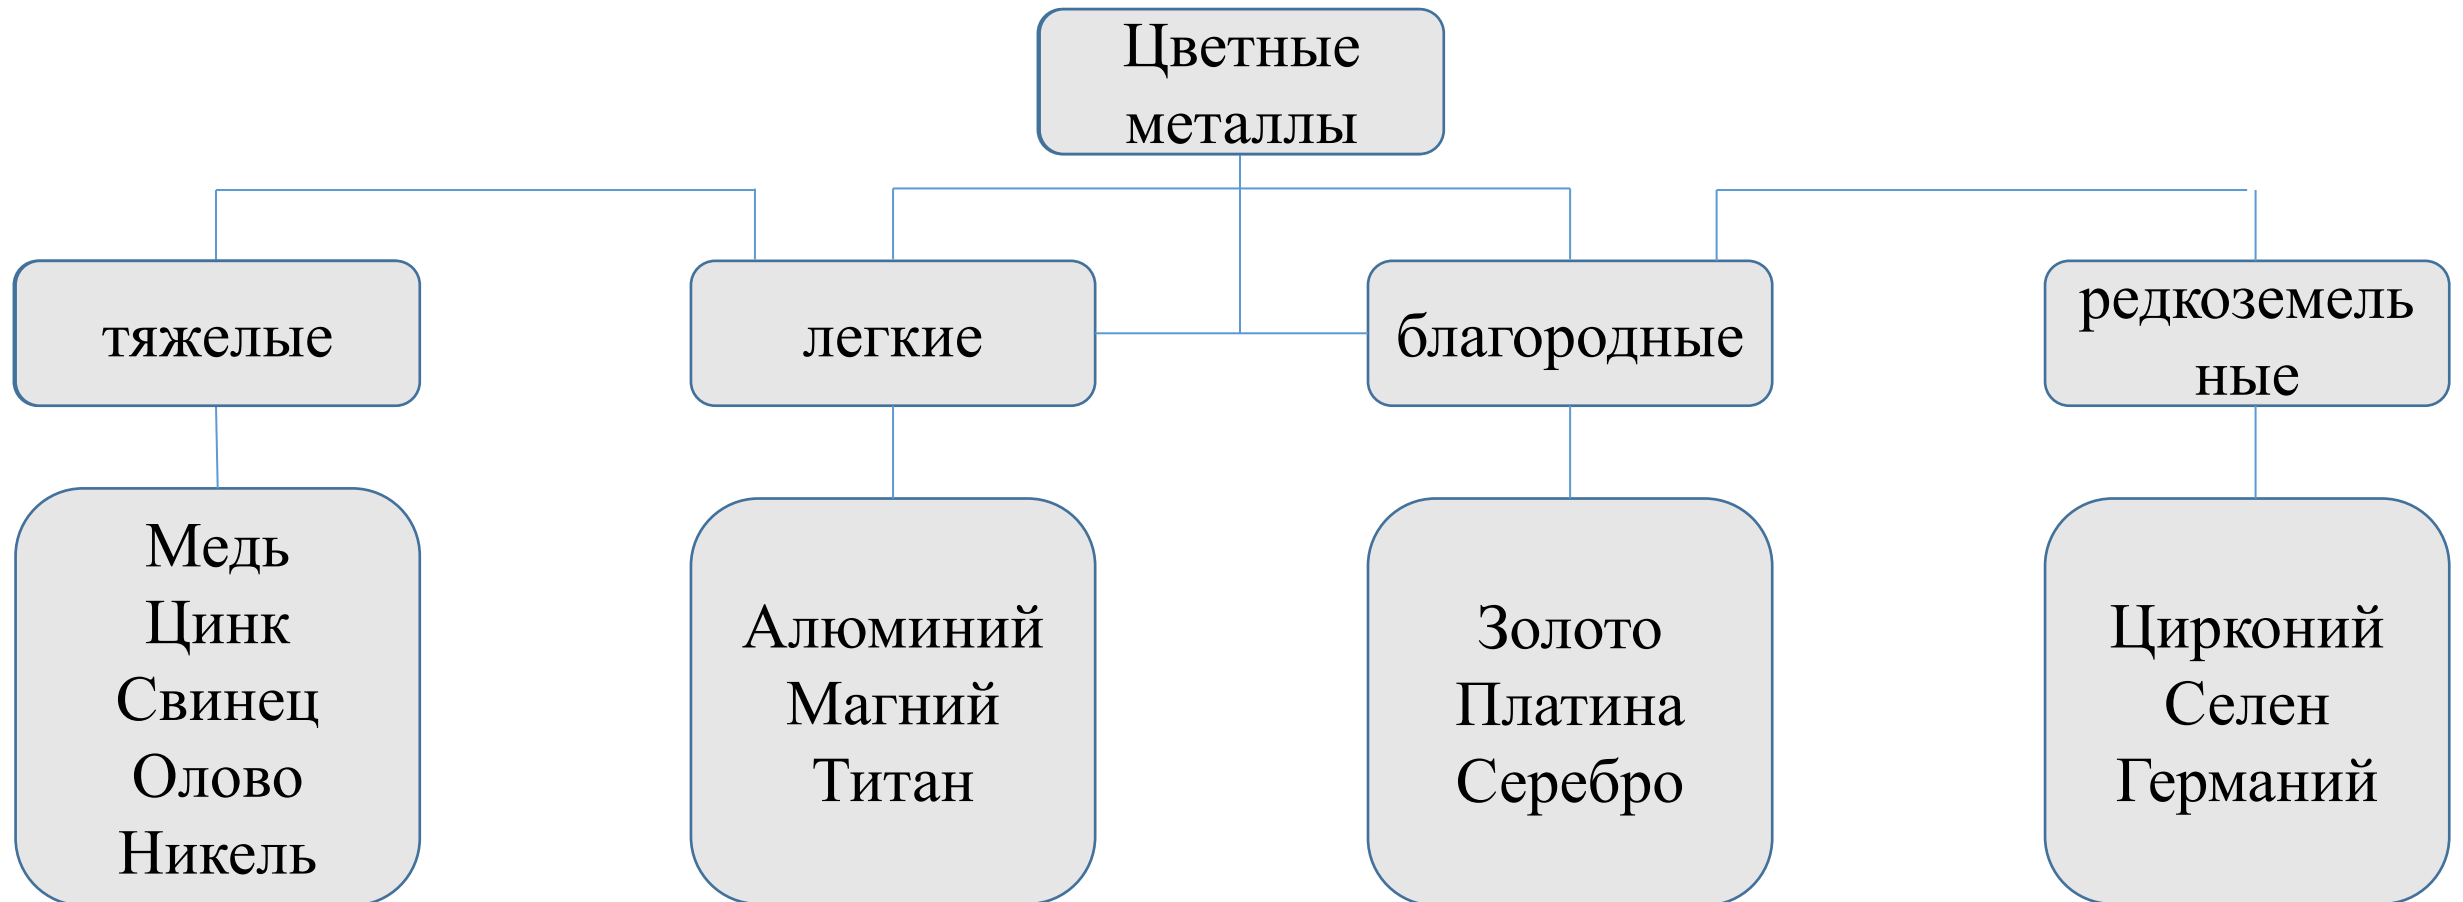 Цветные
металлы
тяжелые
легкие
благородные
редкоземель
ные
Медь
Цинк
Свинец
Олово
Никель
Алюминий
Магний
Титан
Золото
Платина
Серебро
Цирконий
Селен
Германий